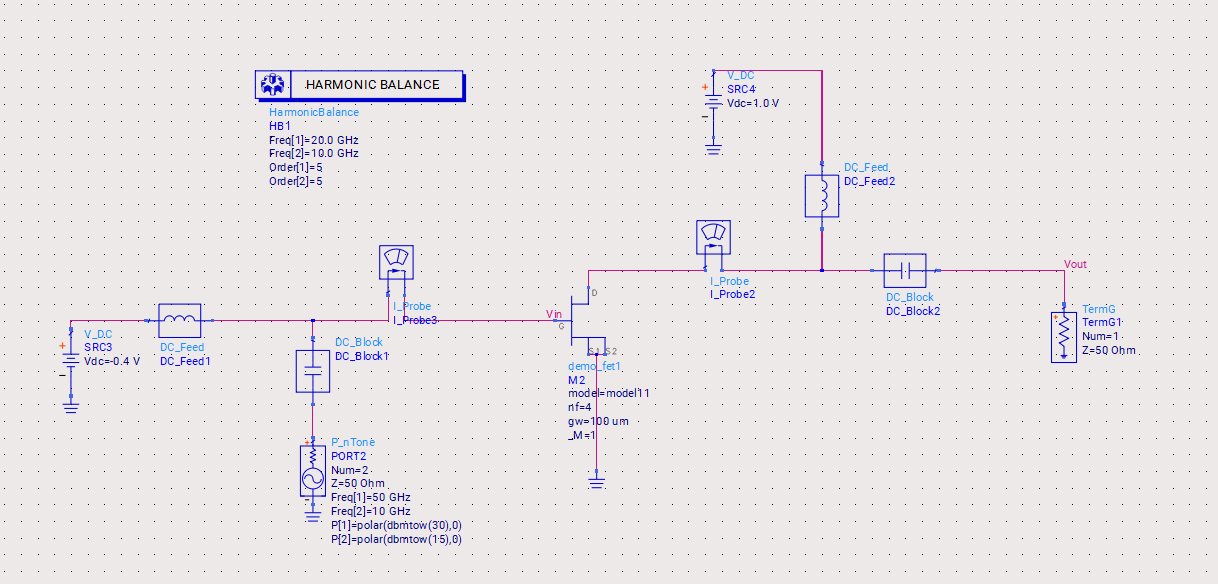 HARMONIC BALANCE
HarmonicBalance
HB1
Freq[1]=20.0 GHz
Freq[2]=10.0 GHz
Order[1]=5
Order[2]=5
+
V_DC
SRC4
Vdc=1.0 V
-
DC_Feed
DC_Feed2
I_Probe
I_Probe2
DC_Block
DC_Block2
Vout
+
TermG
TermG1
Num=1
Z=50 Ohm
I_Probe
I_Probe3
+
V_DC
SRC3
Vdc=-0.4 V
-
DC_Feed
DC_Feed1
DC_Block
DC_Block1
+
P_nTone
PORT2
Num=2
Z=50 Ohm
Freq[1]=50 GHz
Freq[2]=10 GHz
P[1]=polar(dbmtow(30),0)
P[2]=polar(dbmtow(15),0)
-
Vin
G
D
S1 S2
demo_fet1
M2
model=model11
nf=4
gw=100 um
_M=1